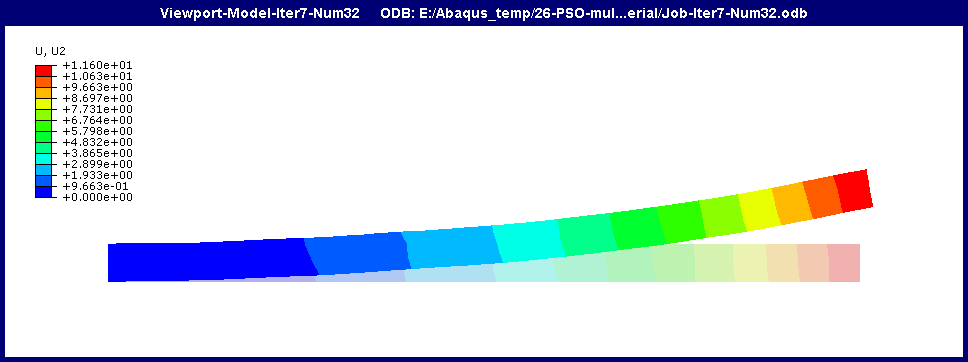 Viewport-Model-Iter7-Num32 ODB: E:/Abaqus_temp/26-PSO-mul...erial/Job-Iter7-Num32.odb
U, U2
+1.160e+01
+1.063e+01
+9.663e+00
+8.697e+00
+7.731e+00
+6.764e+00
+5.798e+00
+4.832e+00
+3.865e+00
+2.899e+00
+1.933e+00
+9.663e-01
+0.000e+00